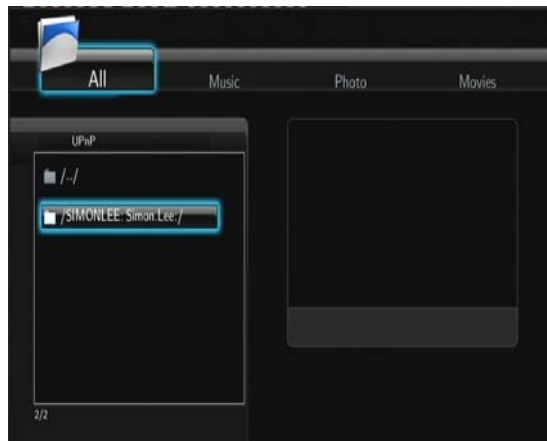 All
Music
Photo
Movies
UPnP
/../
/SIMONLEE: Simon.Lee:/
2/2